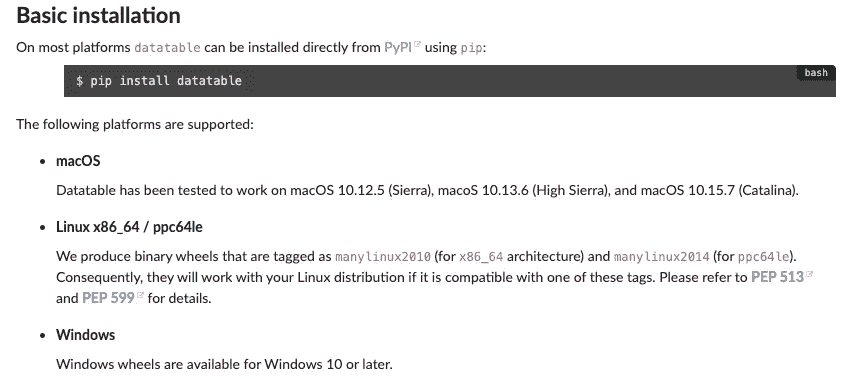 Basic installation
On most platforms datatable can be installed directly from PyPI using pip:
bash
$ pip install datatable
The following platforms are supported:
• macOS
Datatable has been tested to work on macOS 10.12.5 (Sierra), macoS 10.13.6 (High Sierra), and macOS 10.15.7 (Catalina).
• Linux x86_64 / ppc64le
We produce binary wheels that are tagged as manylinux2010 (for x86_64 architecture) and manylinux2014 (for ppc64le).
Consequently, they will work with your Linux distribution if it is compatible with one of these tags. Please refer to PEP 513
and PEP 599 for details.
• Windows
Windows wheels are available for Windows 10 or later.